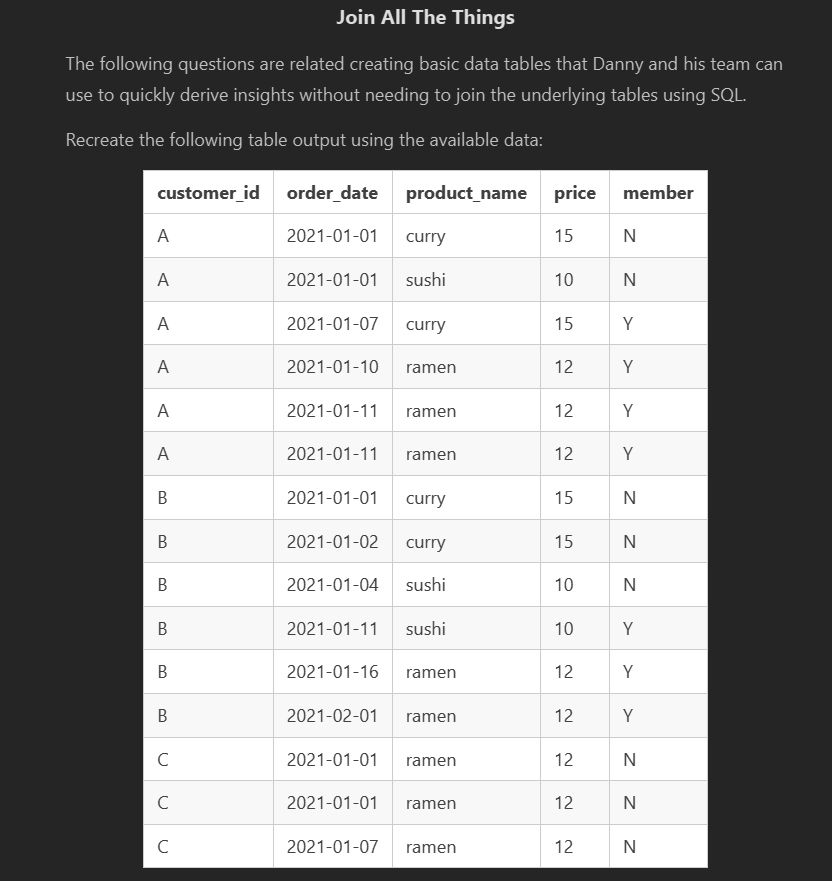 Join All The Things
The following questions are related creating basic data tables that Danny and his team can
use to quickly derive insights without needing to join the underlying tables using SQL.
Recreate the following table output using the available data:
customer_id order_date product_name price member
A 2021-01-01 curry 15 N
A 2021-01-01 sushi 10 N
A 2021-01-07 curry 15 Y
A 2021-01-10 ramen 12 Y
A 2021-01-11 ramen 12 Y
A 2021-01-11 ramen 12 Y
B 2021-01-01 curry 15 N
B 2021-01-02 curry 15 N
B 2021-01-04 sushi 10 N
B 2021-01-11 sushi 10 Y
B 2021-01-16 ramen 12 Y
B 2021-02-01 ramen 12 Y
C 2021-01-01 ramen 12 N
C 2021-01-01 ramen 12 N
C 2021-01-07 ramen 12 N